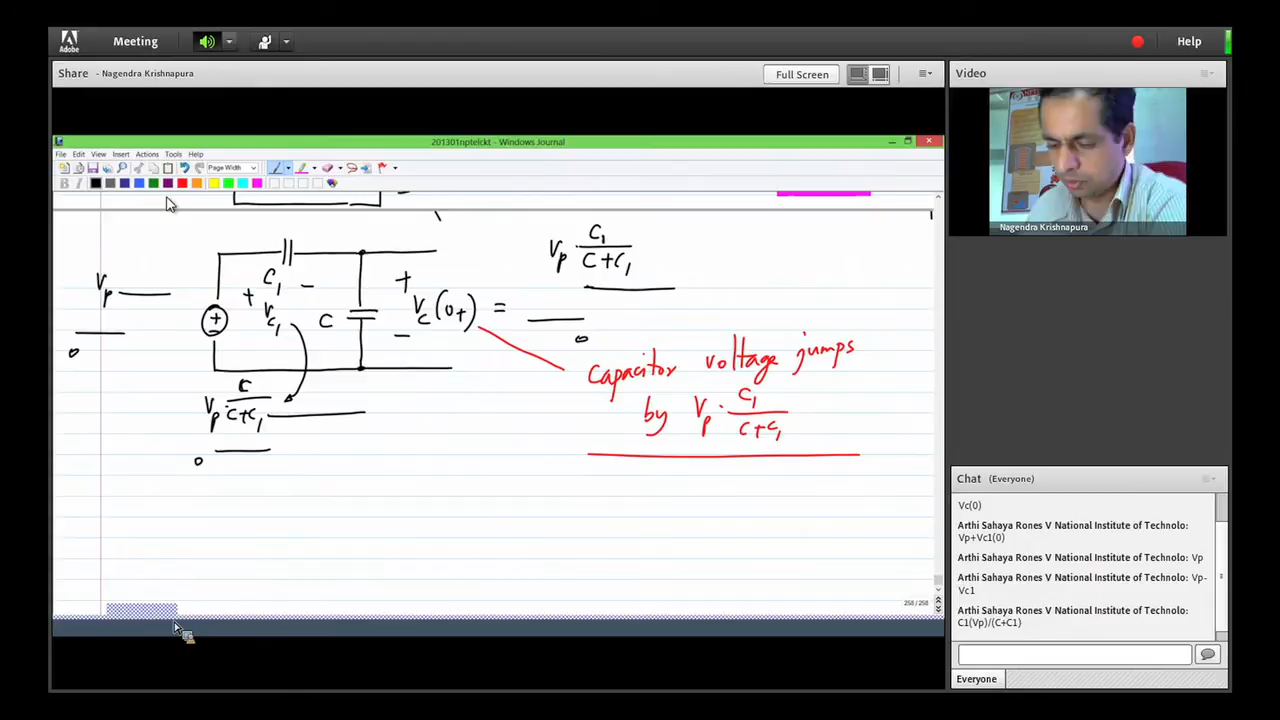 Adobe
Meeting
Help
Share - Nagendra Krishnapura
Full Screen
Video
201301nptelckt - Windows Journal
File Edit View Insert Actions Tools Help
Page Width
B I
Nagendra Krishnapura
Vp
0
+
-
C1
+ Vc1 -
C
+
Vc(0+) =
-
Vp · C1/(C+C1)
0
Vp · C/(C+C1)
0
Capacitor voltage jumps
by Vp · C1/(C+C1)
258 / 258
Chat (Everyone)
Vc(0)
Arthi Sahaya Rones V National Institute of Technolo:
Vp+Vc1(0)
Arthi Sahaya Rones V National Institute of Technolo: Vp
Arthi Sahaya Rones V National Institute of Technolo: Vp-
Vc1
Arthi Sahaya Rones V National Institute of Technolo:
C1(Vp)/(C+C1)
Everyone